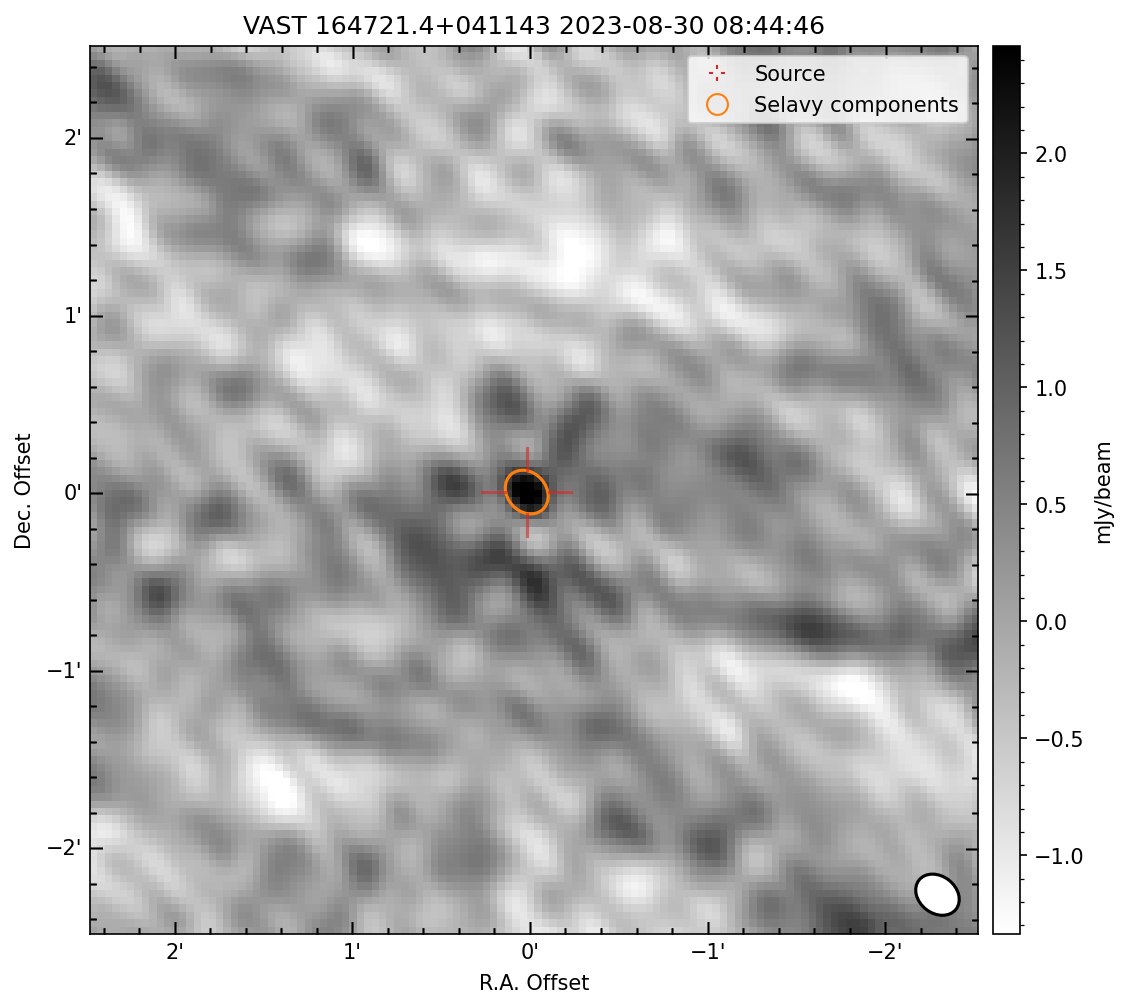 VAST 164721.4+041143 2023-08-30 08:44:46
Source
Selavy components
2'
1'
0'
−1'
−2'
Dec. Offset
2'
1'
0'
−1'
−2'
R.A. Offset
2.0
1.5
1.0
0.5
0.0
−0.5
−1.0
mJy/beam